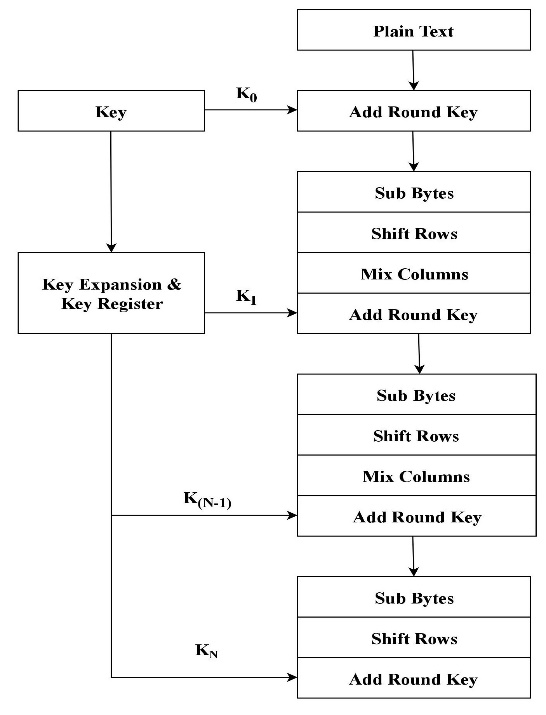 Plain Text
K0
Key
Add Round Key
Sub Bytes
Shift Rows
Mix Columns
Add Round Key
Key Expansion &
Key Register
K1
Sub Bytes
Shift Rows
Mix Columns
Add Round Key
K(N-1)
Sub Bytes
Shift Rows
Add Round Key
KN